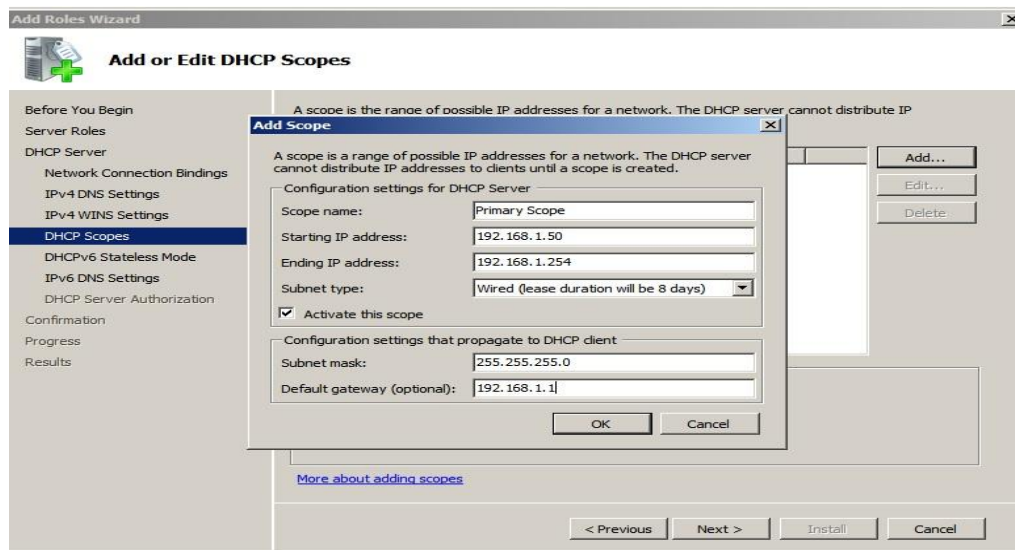 Add Roles Wizard
Add or Edit DHCP Scopes
Before You Begin
Server Roles
DHCP Server
Network Connection Bindings
IPv4 DNS Settings
IPv4 WINS Settings
DHCP Scopes
DHCPv6 Stateless Mode
IPv6 DNS Settings
DHCP Server Authorization
Confirmation
Progress
Results
A scope is the range of possible IP addresses for a network. The DHCP server cannot distribute IP
Add...
Edit...
Delete
Add Scope
A scope is a range of possible IP addresses for a network. The DHCP server
cannot distribute IP addresses to clients until a scope is created.
Configuration settings for DHCP Server
Scope name: Primary Scope
Starting IP address: 192.168.1.50
Ending IP address: 192.168.1.254
Subnet type: Wired (lease duration will be 8 days)
Activate this scope
Configuration settings that propagate to DHCP client
Subnet mask: 255.255.255.0
Default gateway (optional): 192.168.1.1
OK Cancel
More about adding scopes
< Previous Next > Install Cancel